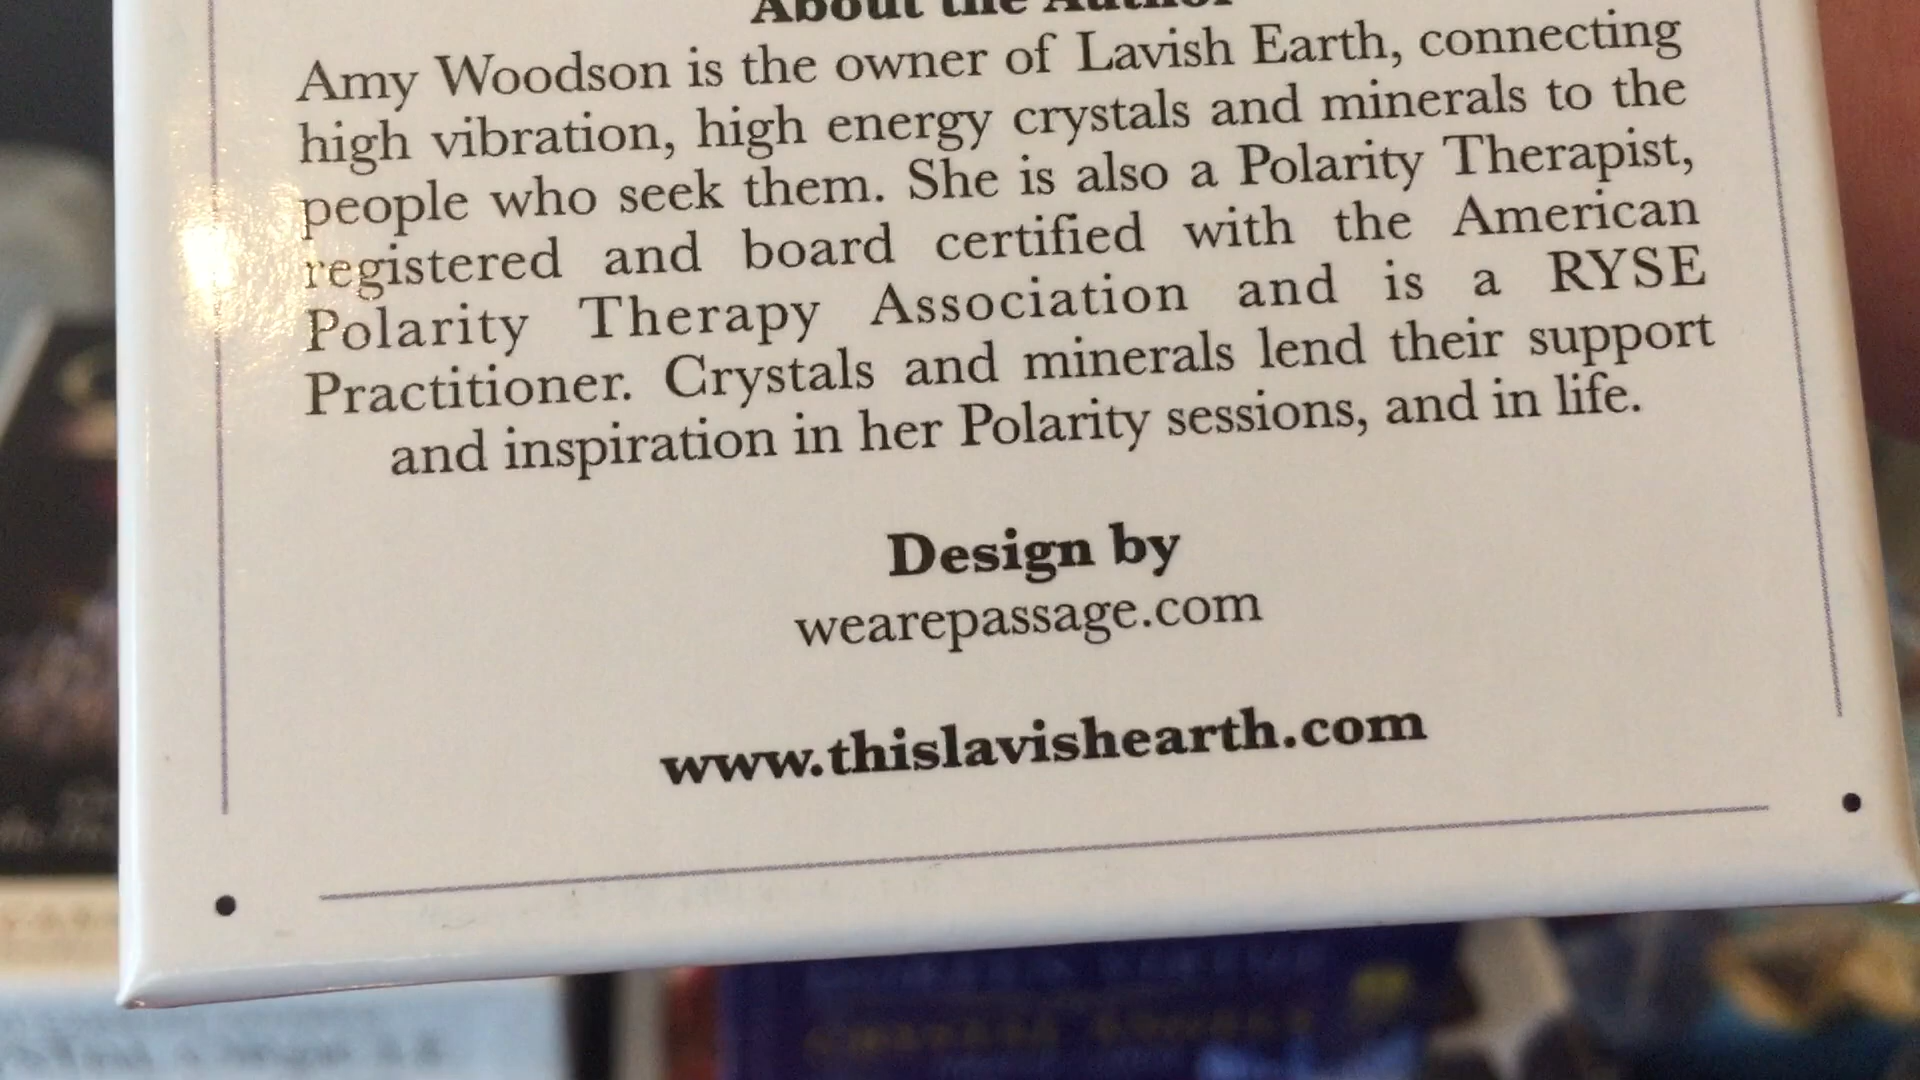 About the Author
Amy Woodson is the owner of Lavish Earth, connecting
high vibration, high energy crystals and minerals to the
people who seek them. She is also a Polarity Therapist,
registered and board certified with the American
Polarity Therapy Association and is a RYSE
Practitioner. Crystals and minerals lend their support
and inspiration in her Polarity sessions, and in life.
Design by
wearepassage.com
www.thislavishearth.com